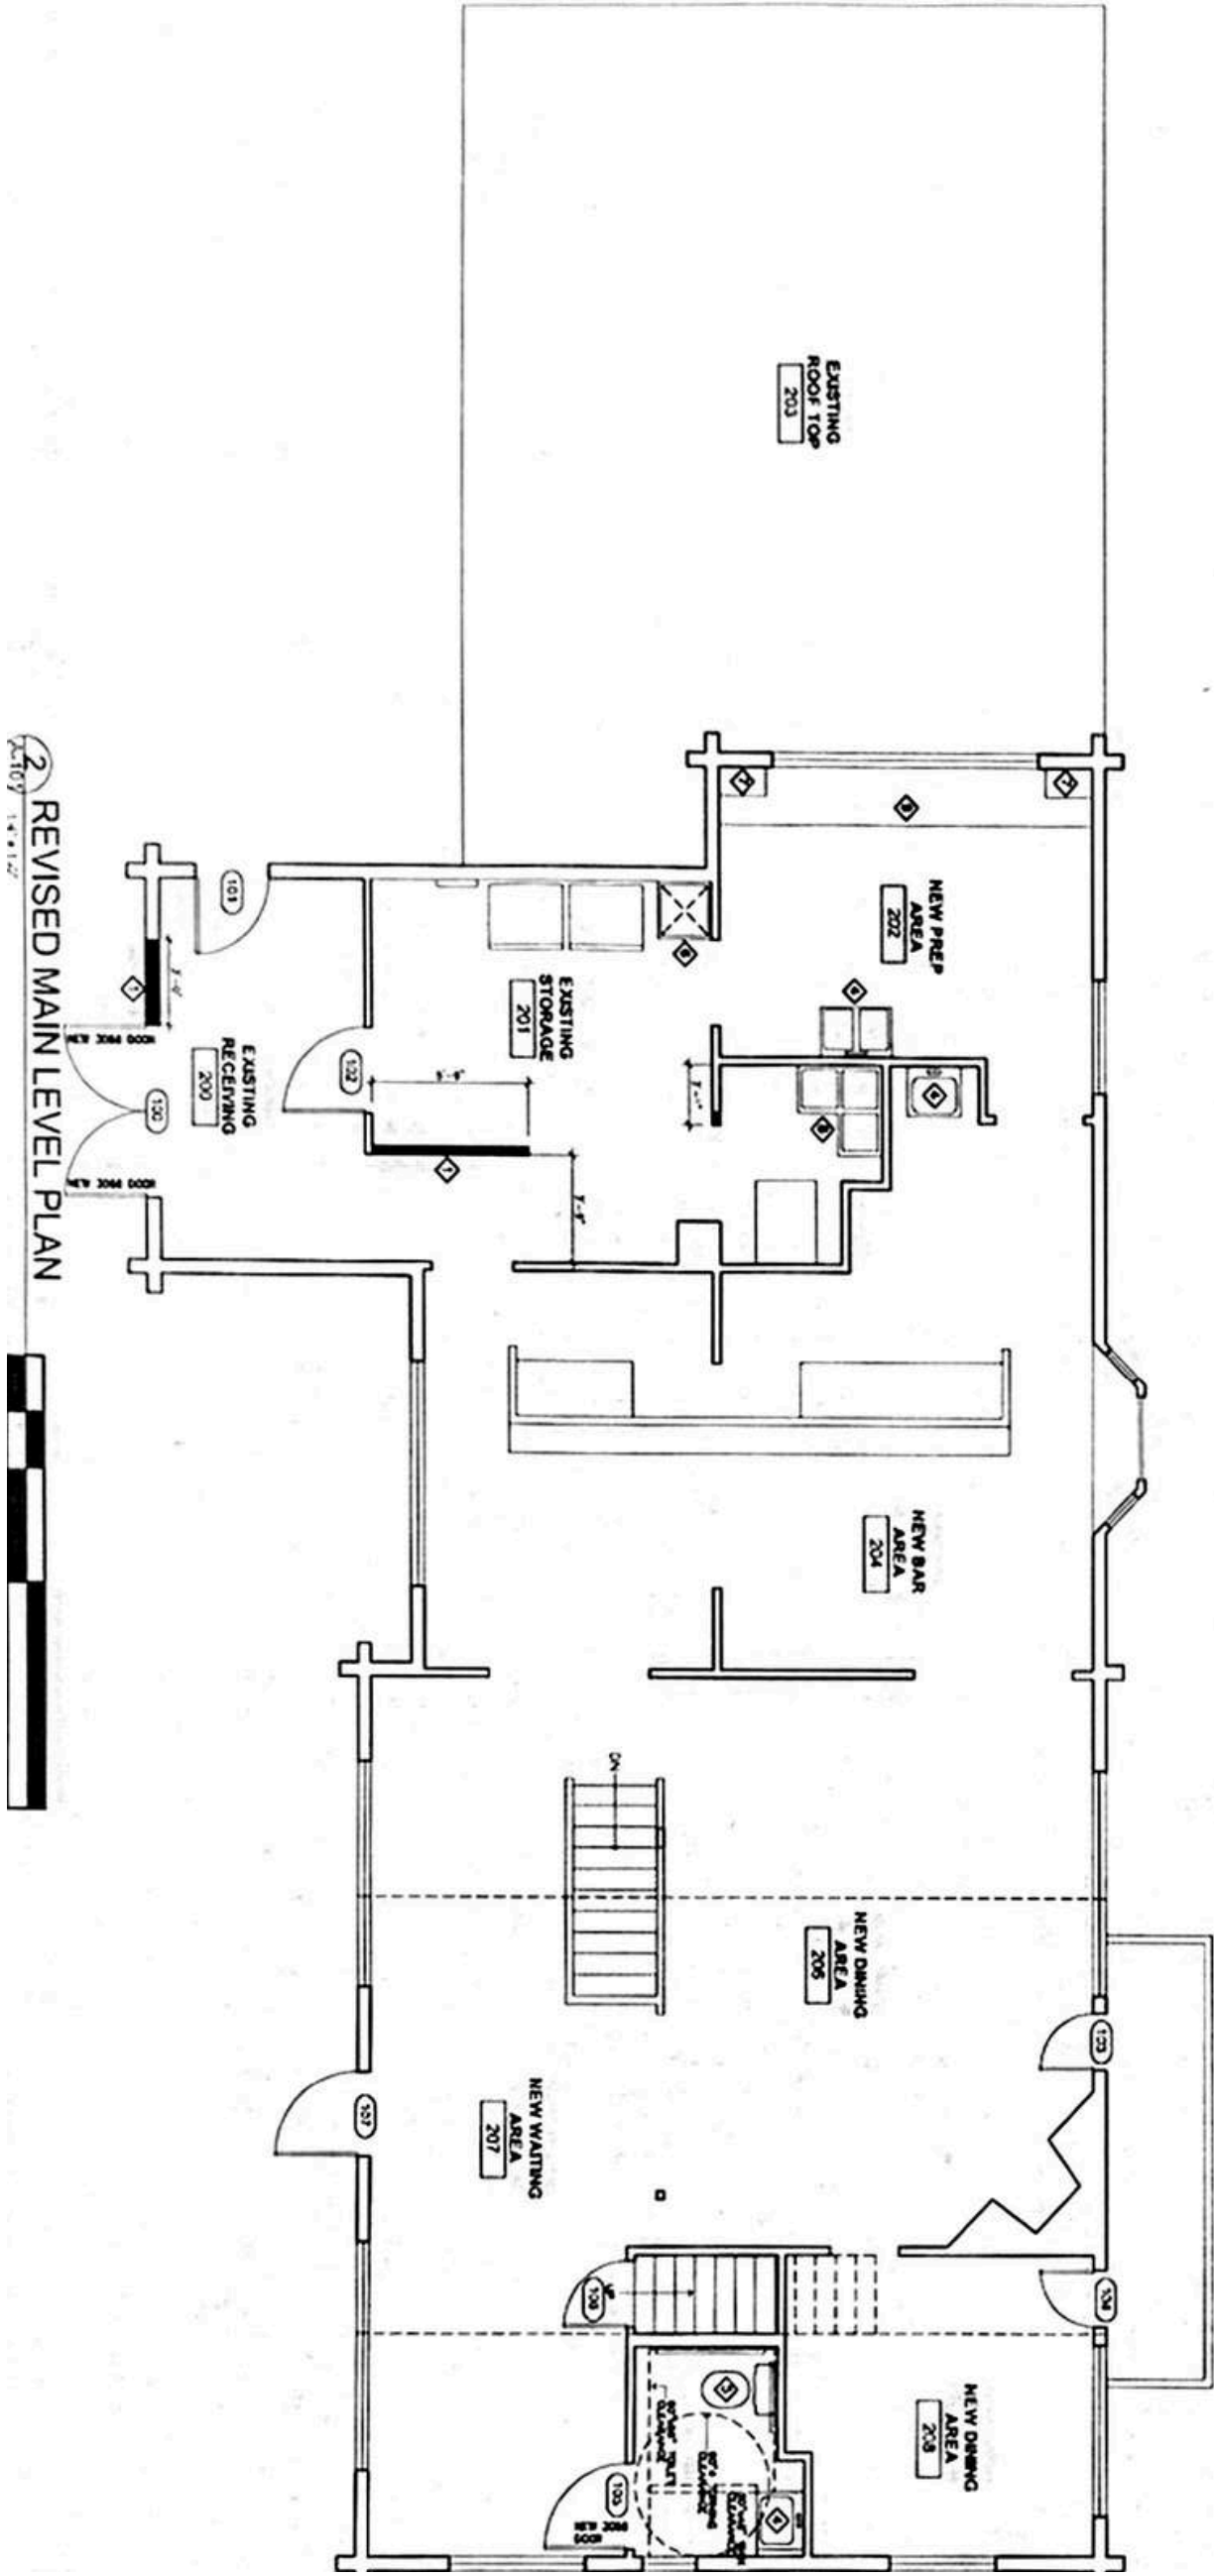 EXISTING
ROOF TOP
203
NEW PREP
AREA
202
EXISTING
STORAGE
201
EXISTING
RECEIVING
200
101
102
100
NEW 3068 DOOR
NEW 3068 DOOR
NEW BAR
AREA
204
DN
NEW DINING
AREA
206
NEW WAITING
AREA
207
NEW DINING
AREA
208
103
104
107
UP
105
NEW 3068
DOOR
2
REVISED MAIN LEVEL PLAN